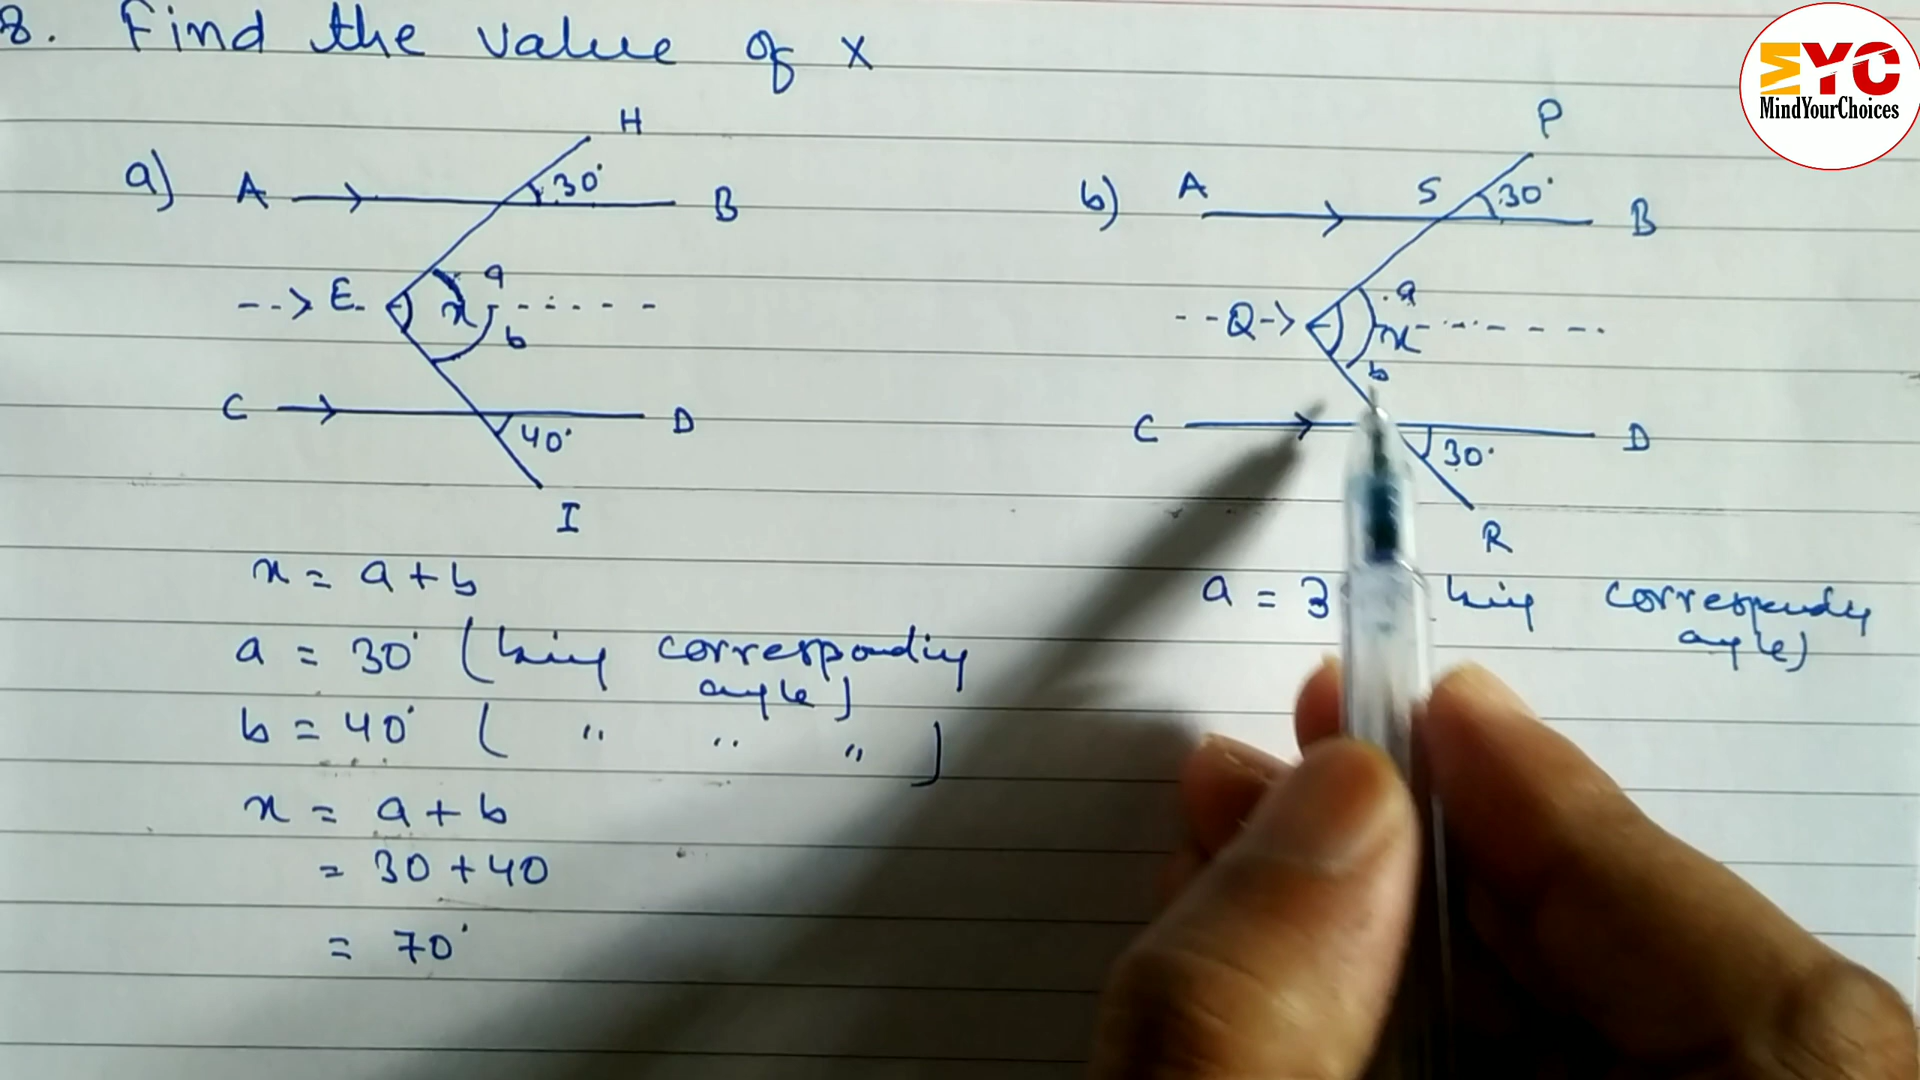 8. Find the value of x
MYC
MindYourChoices
a)
H
30°
A
B
E
a
x
b
C
D
40°
I
x = a + b
a = 30° (being corresponding
angle)
b = 40° ( " " " )
x = a + b
= 30 + 40
= 70°
b)
P
A
S
30°
B
Q
a
x
b
C
D
30°
R
a = 3
corresponding
angle)